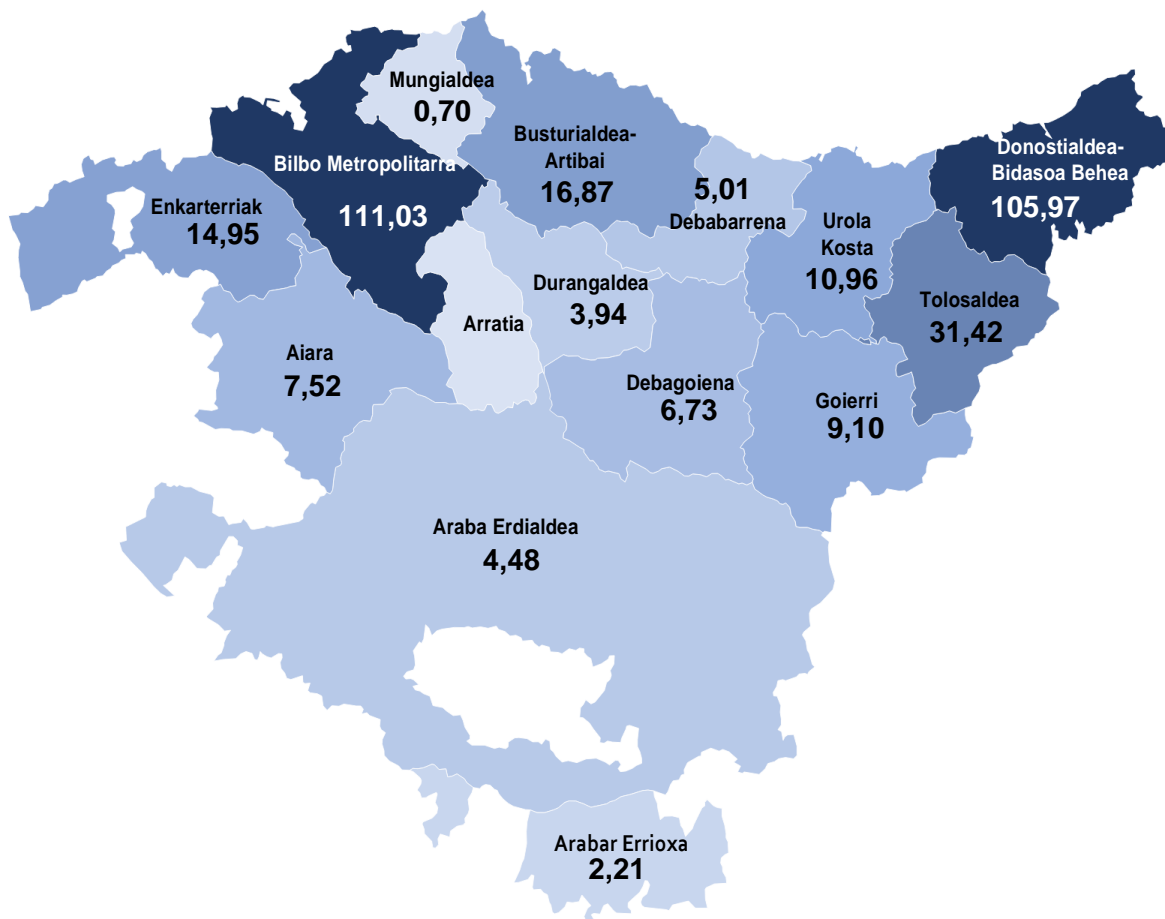 Mungialdea
0,70
Busturialdea-
Artibai
16,87
Bilbo Metropolitarra
111,03
Donostialdea-
Bidasoa Behea
105,97
5,01
Debabarrena
Enkarterriak
14,95
Urola
Kosta
10,96
Durangaldea
3,94
Tolosaldea
31,42
Arratia
Aiara
7,52
Debagoiena
6,73
Goierri
9,10
Araba Erdialdea
4,48
Arabar Errioxa
2,21